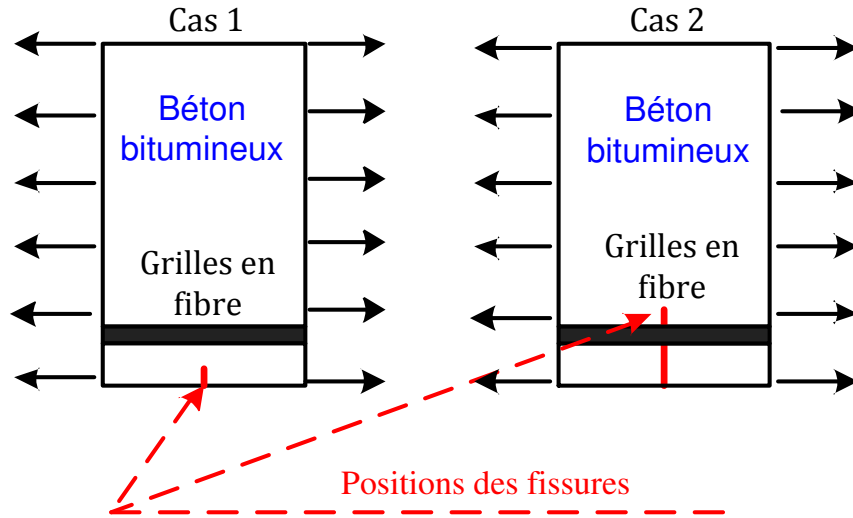 Cas 1
Béton
bitumineux
Grilles en
fibre
Cas 2
Béton
bitumineux
Grilles en
fibre
Positions des fissures